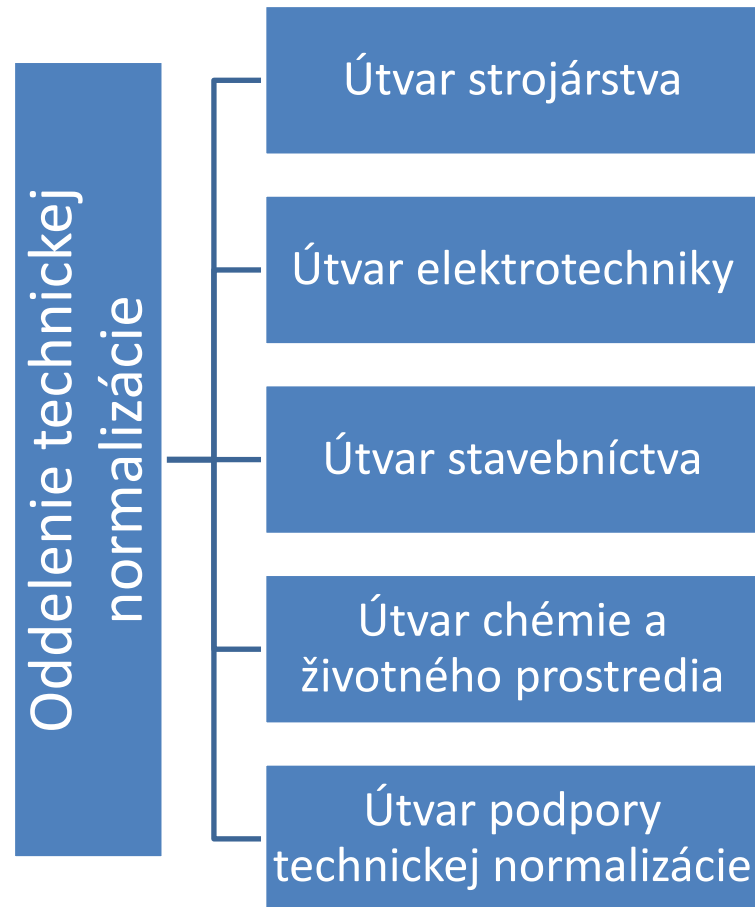 Oddelenie technickej
normalizácie
Útvar strojárstva
Útvar elektrotechniky
Útvar stavebníctva
Útvar chémie a
životného prostredia
Útvar podpory
technickej normalizácie